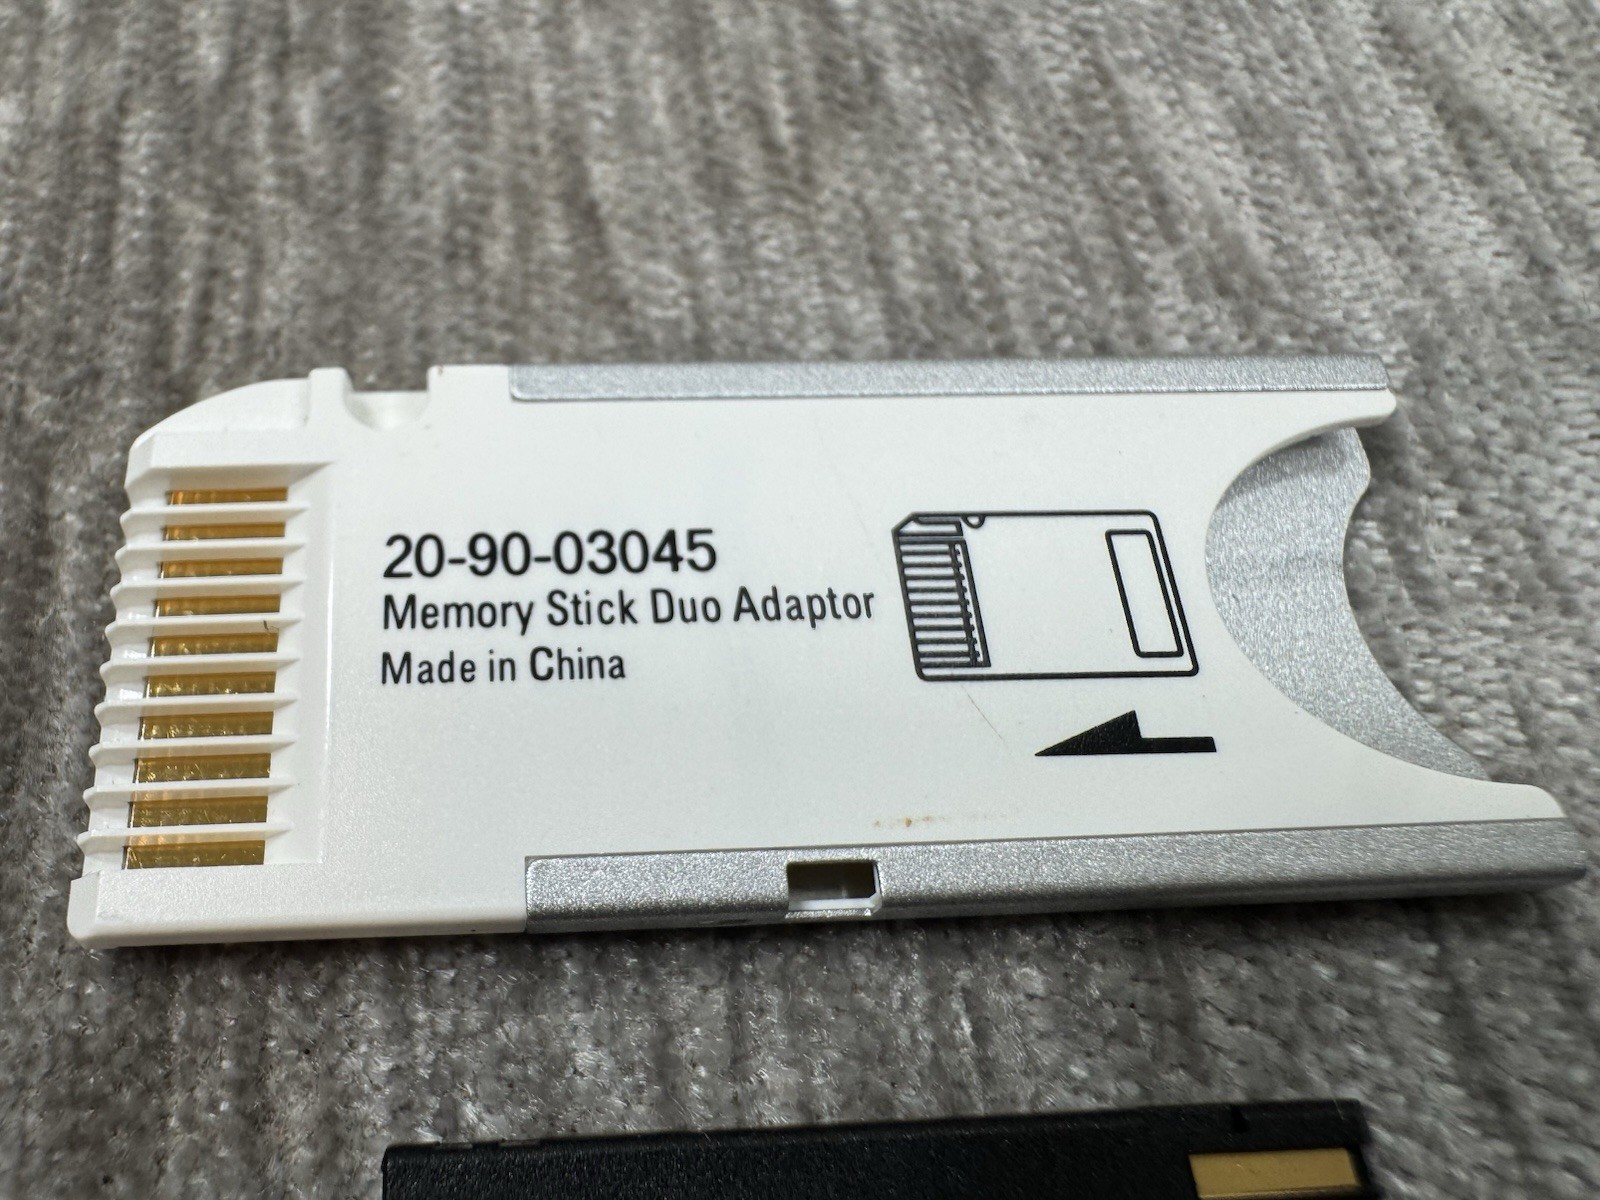 20-90-03045
Memory Stick Duo Adaptor
Made in China